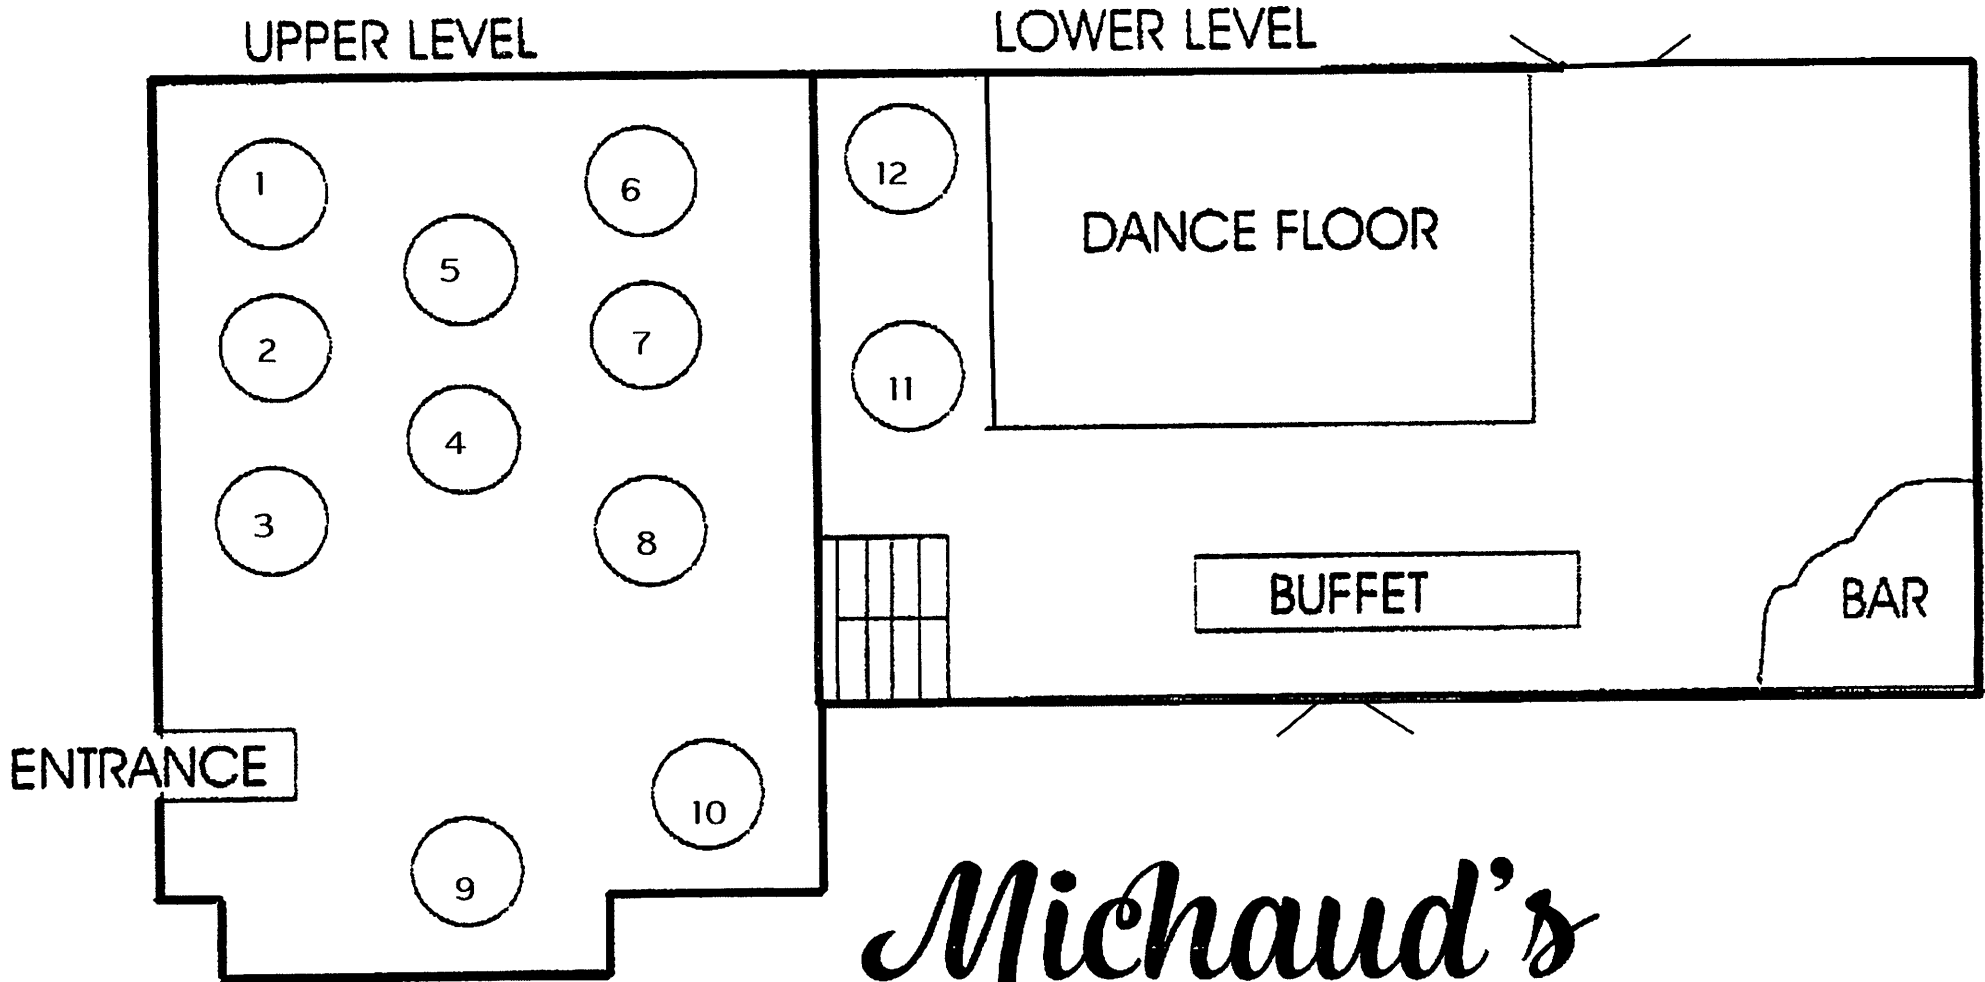 UPPER LEVEL
LOWER LEVEL
1
6
12
5
DANCE FLOOR
2
7
11
4
3
8
BUFFET
BAR
ENTRANCE
10
9
Michaud's